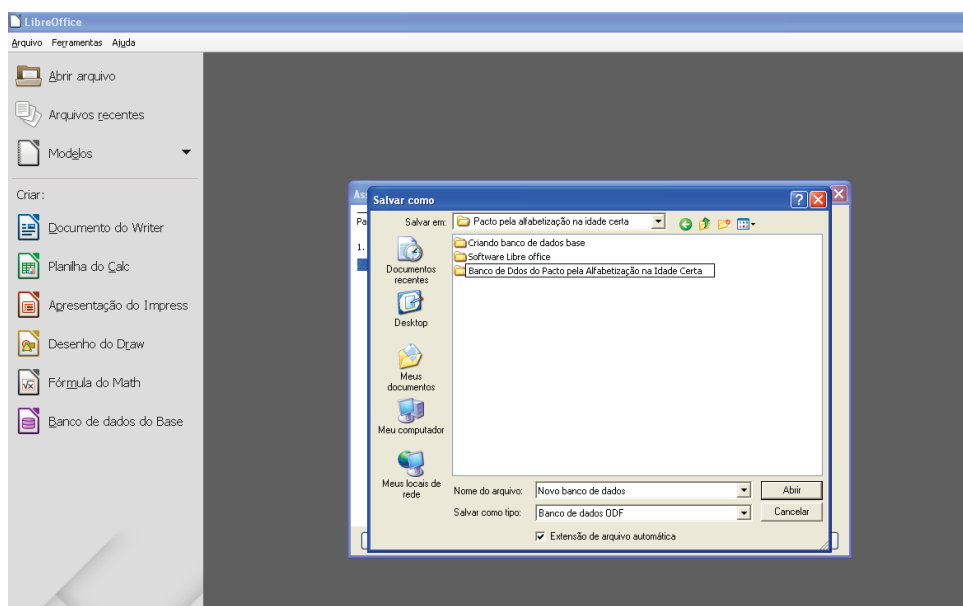 LibreOffice
Arquivo Ferramentas Ajuda
Abrir arquivo
Arquivos recentes
Modelos
Criar:
Documento do Writer
Planilha do Calc
Apresentação do Impress
Desenho do Draw
Fórmula do Math
Banco de dados do Base
As
Pa
1.
Salvar como
Salvar em: Pacto pela alfabetização na idade certa
Criando banco de dados base
Software Libre office
Banco de Ddos do Pacto pela Alfabetização na Idade Certa
Documentos
recentes
Desktop
Meus
documentos
Meu computador
Meus locais de
rede
Nome do arquivo: Novo banco de dados Abrir
Salvar como tipo: Banco de dados ODF Cancelar
Extensão de arquivo automática